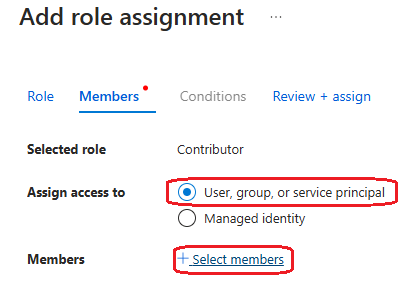 Add role assignment ...
Role Members Conditions Review + assign
Selected role Contributor
Assign access to User, group, or service principal
Managed identity
Members + Select members